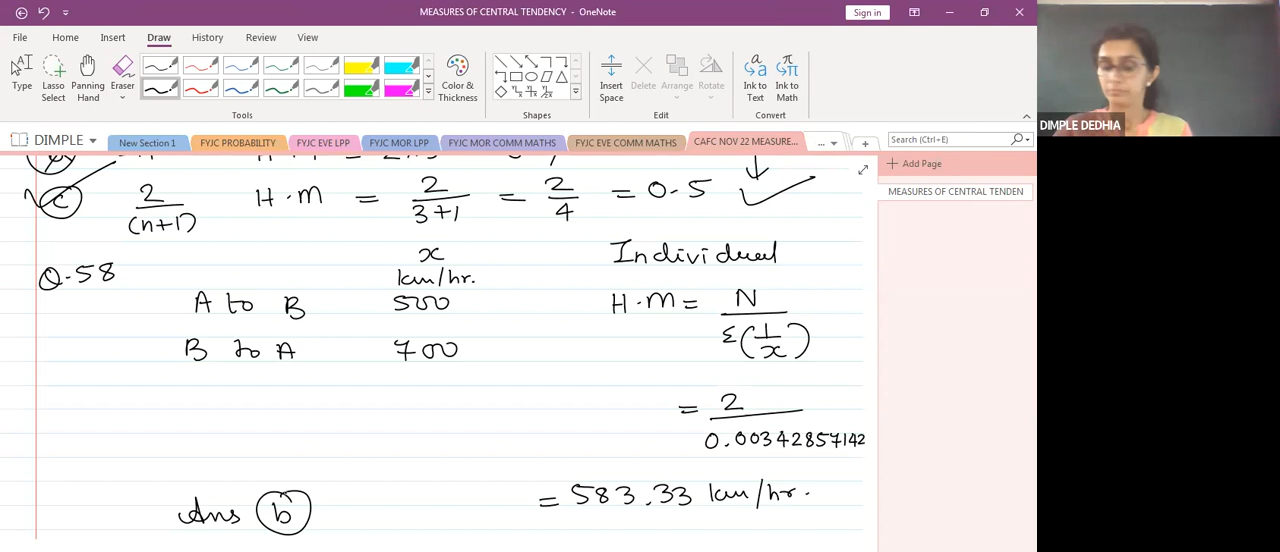 MEASURES OF CENTRAL TENDENCY - OneNote
Sign in
File Home Insert Draw History Review View
Type Lasso Select Panning Hand Eraser Color & Thickness Insert Space Delete Arrange Rotate Ink to Text Ink to Math
Tools Shapes Edit Convert
DIMPLE DEDHIA
DIMPLE New Section 1 FYJC PROBABILITY FYJC EVE LPP FYJC MOR LPP FYJC MOR COMM MATHS FYJC EVE COMM MATHS CAFC NOV 22 MEASURE... ... Search (Ctrl+E)
Add Page
MEASURES OF CENTRAL TENDEN
c 2/(n+1) H.M = 2/(3+1) = 2/4 = 0.5
x Individual
Q.58 km/hr.
A to B 500 H.M = N/Σ(1/x)
B to A 700
= 2/0.00342857142
= 583.33 km/hr.
Ans b